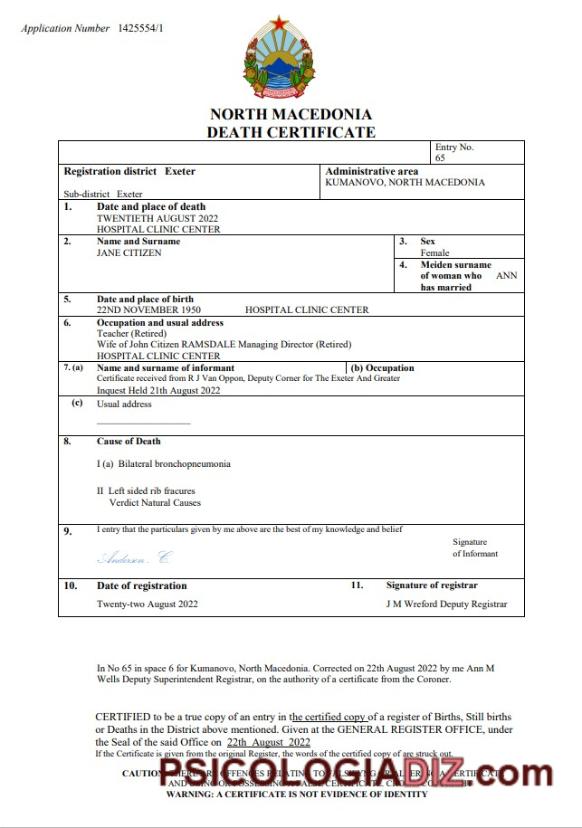 Application Number 1425554/1
NORTH MACEDONIA
DEATH CERTIFICATE
Entry No.
65
Registration district Exeter
Sub-district Exeter
Administrative area
KUMANOVO, NORTH MACEDONIA
1. Date and place of death
TWENTIETH AUGUST 2022
HOSPITAL CLINIC CENTER
2. Name and Surname
JANE CITIZEN
3. Sex
Female
4. Meiden surname
of woman who ANN
has married
5. Date and place of birth
22ND NOVEMBER 1950 HOSPITAL CLINIC CENTER
6. Occupation and usual address
Teacher (Retired)
Wife of John Citizen RAMSDALE Managing Director (Retired)
HOSPITAL CLINIC CENTER
7. (a) Name and surname of informant (b) Occupation
Certificate received from R J Van Oppon, Deputy Corner for The Exeter And Greater
Inquest Held 21th August 2022
(c) Usual address
8. Cause of Death
I (a) Bilateral bronchopneumonia
II Left sided rib fracures
Verdict Natural Causes
9. I entry that the particulars given by me above are the best of my knowledge and belief
Anderson. C.
Signature
of Informant
10. Date of registration
Twenty-two August 2022
11. Signature of registrar
J M Wreford Deputy Registrar
In No 65 in space 6 for Kumanovo, North Macedonia. Corrected on 22th August 2022 by me Ann M
Wells Deputy Superintendent Registrar, on the authority of a certificate from the Coroner.
CERTIFIED to be a true copy of an entry in the certified copy of a register of Births, Still births
or Deaths in the District above mentioned. Given at the GENERAL REGISTER OFFICE, under
the Seal of the said Office on 22th August 2022
If the Certificate is given from the original Register, the words of the certified copy of are struck out.
CAUTION THERE ARE OFFENCES RELATING TO FALSIFYING
PSICOLOGIADIZ.com
WARNING: A CERTIFICATE IS NOT EVIDENCE OF IDENTITY